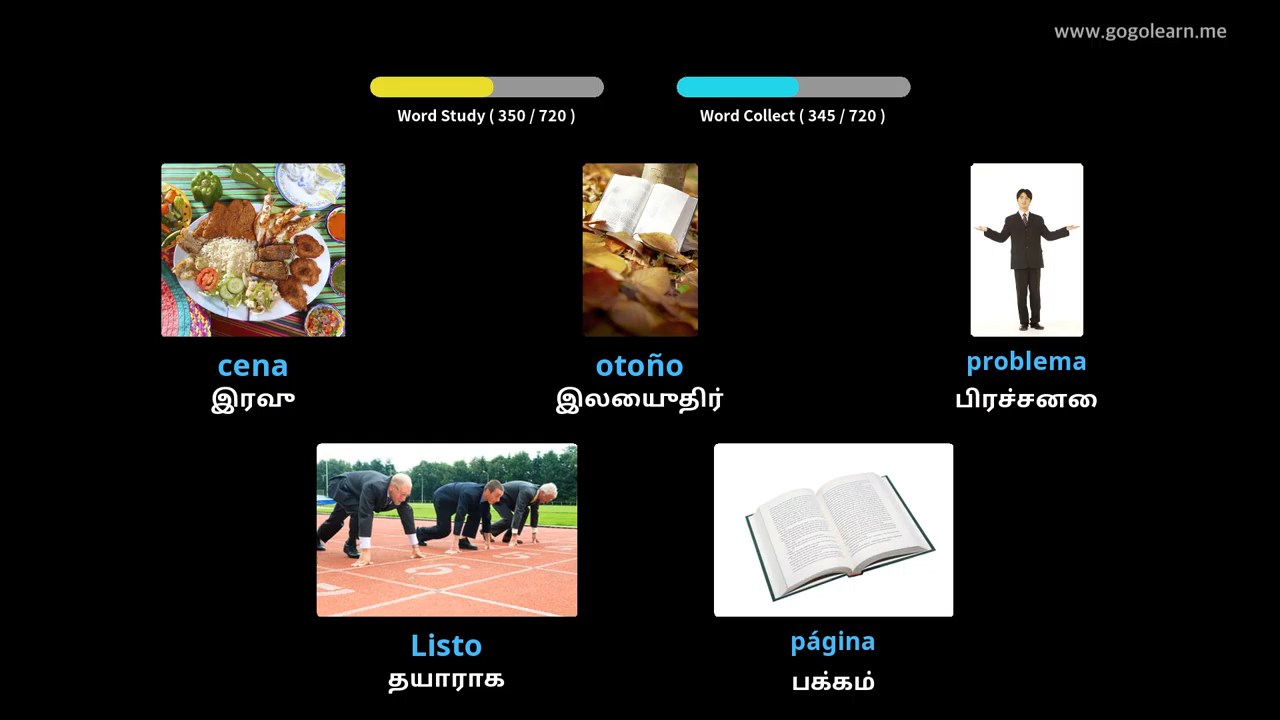 www.gogolearn.me
Word Study ( 350 / 720 )
Word Collect ( 345 / 720 )
cena
otoño
problema
இரவு
இலையுதிர்
பிரச்சனை
Listo
página
தயாராக
பக்கம்